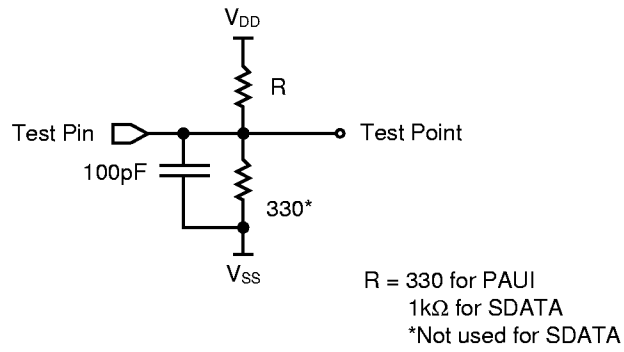 VDD
R
Test Pin
Test Point
100pF
330*
VSS
R = 330 for PAUI
1kΩ for SDATA
*Not used for SDATA